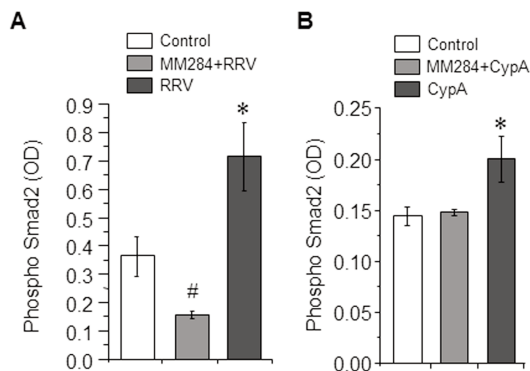 A
Control
MM284+RRV
RRV
Phospho Smad2 (OD)
0.9
0.8
0.7
0.6
0.5
0.4
0.3
0.2
0.1
0.0
#
*
B
Control
MM284+CypA
CypA
Phospho Smad2 (OD)
0.25
0.20
0.15
0.10
0.05
0.00
*